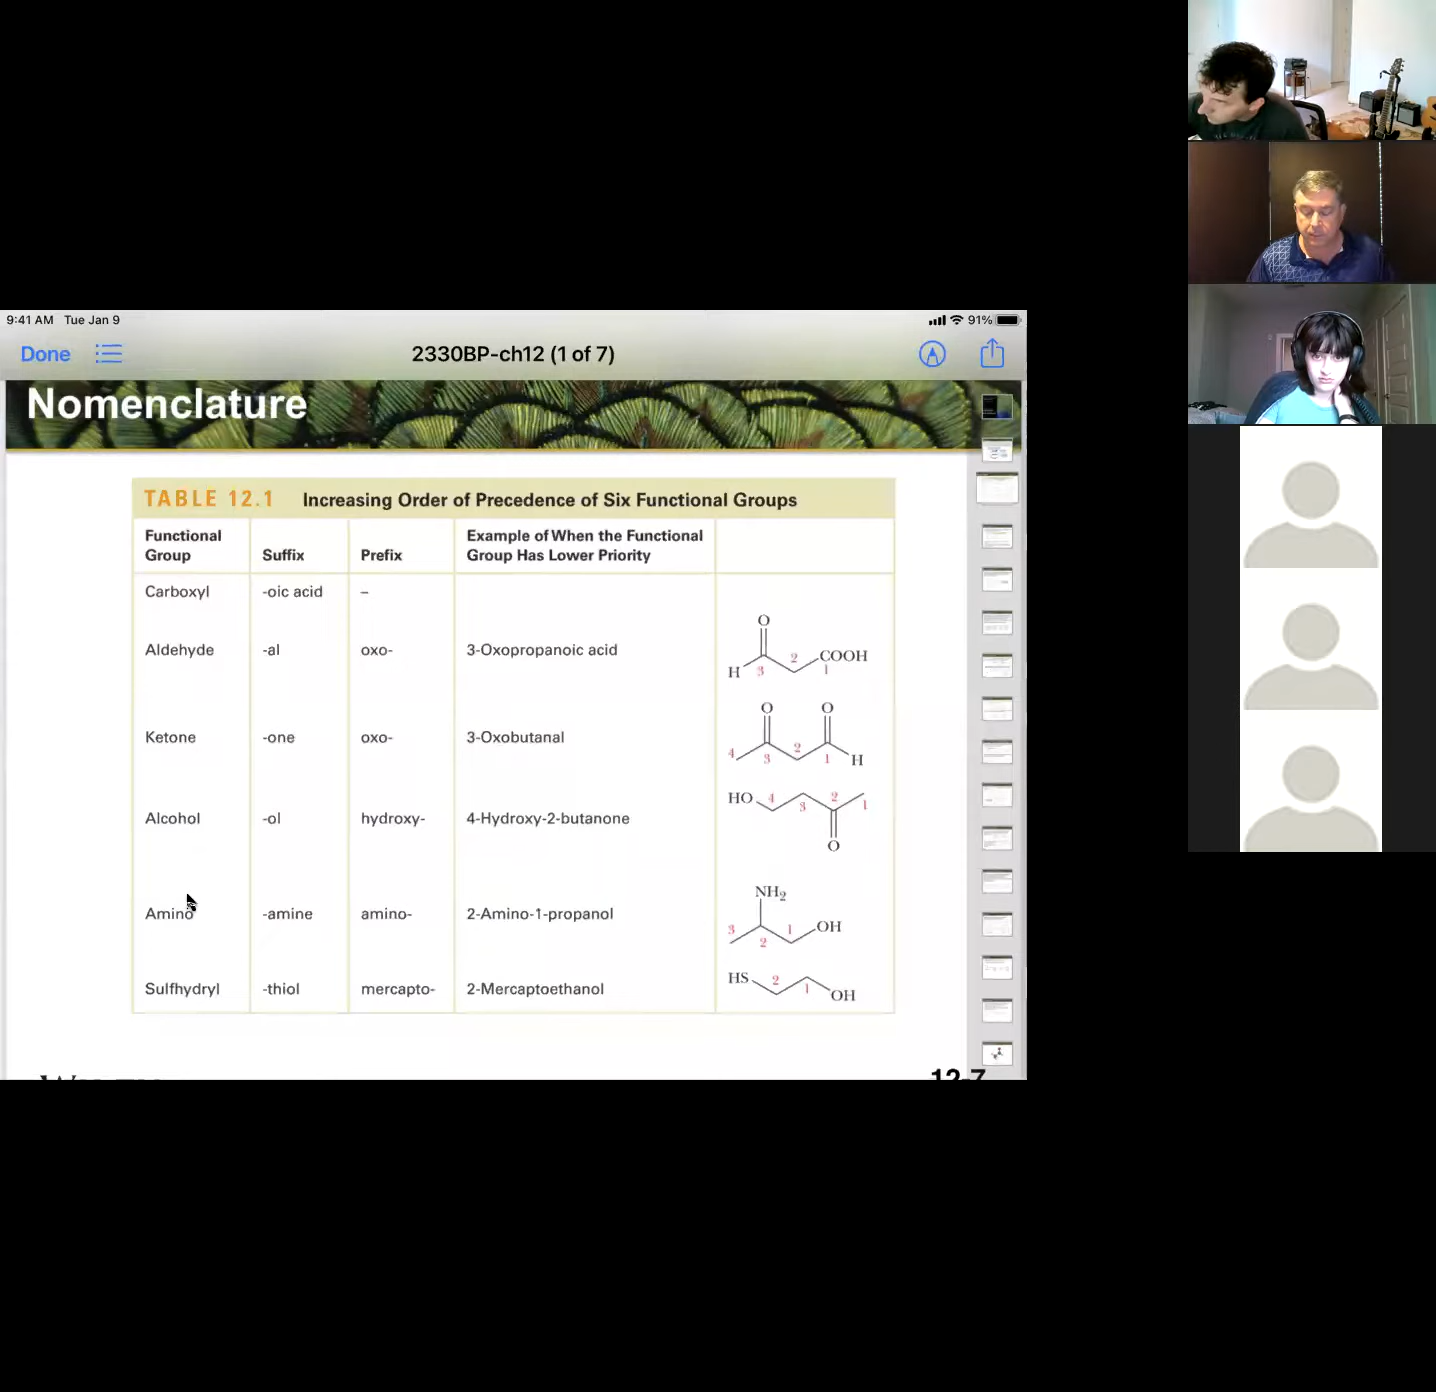 9:41 AM Tue Jan 9
91%
Done
2330BP-ch12 (1 of 7)
Nomenclature
TABLE 12.1 Increasing Order of Precedence of Six Functional Groups
Functional Group Suffix Prefix Example of When the Functional Group Has Lower Priority
Carboxyl -oic acid –
Aldehyde -al oxo- 3-Oxopropanoic acid
O
H 3 2 COOH 1
Ketone -one oxo- 3-Oxobutanal
O O
4 3 2 1 H
Alcohol -ol hydroxy- 4-Hydroxy-2-butanone
HO 4 3 2 1
O
Amino -amine amino- 2-Amino-1-propanol
NH₂
3 2 1 OH
Sulfhydryl -thiol mercapto- 2-Mercaptoethanol
HS 2 1 OH
12-7